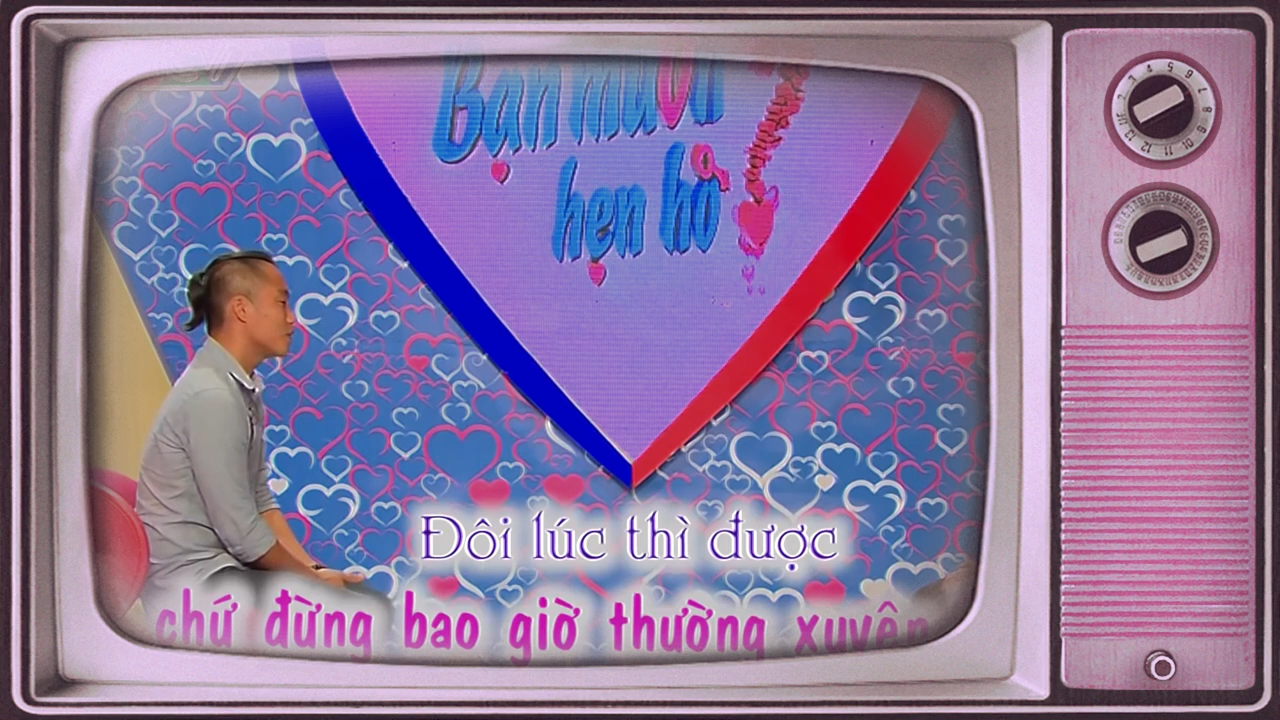 Bạn muốn
hẹn hò
Đôi lúc thì được
chứ đừng bao giờ thường xuyên